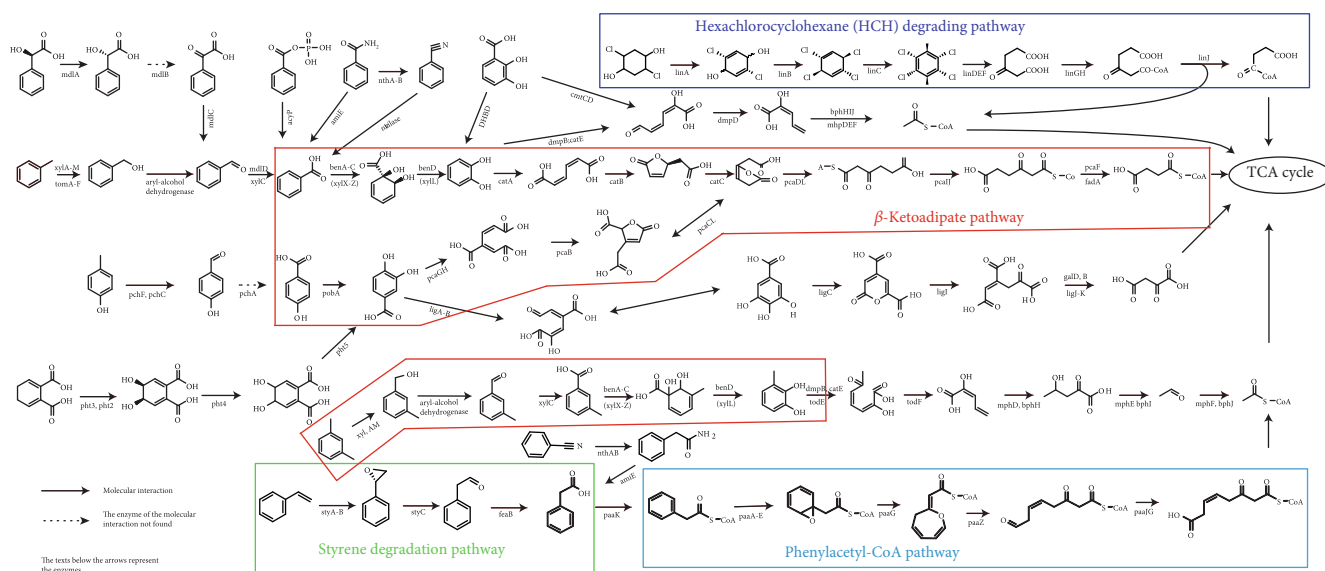 Hexachlorocyclohexane (HCH) degrading pathway
linA
linB
linC
linDEF
linGH
linJ
mdlA
mdlB
mdlC
acyP
amiE
nthA-B
nitrilase
DHBD
cmtCD
dmpB;catE
dmpD
bphHIJ
mhpDEF
xylA-M
tomA-F
aryl-alcohol
dehydrogenase
mdlD
xylC
benA-C
(xylX-Z)
benD
(xylL)
catA
catB
catC
pcaDL
pcaIJ
pcaF
fadA
TCA cycle
β-Ketoadipate pathway
pchF, pchC
pchA
pobA
pcaGH
pcaB
pcaCL
ligA-B
ligC
ligI
galD, B
ligJ-K
pht3, pht2
pht4
pht5
xyl, AM
aryl-alcohol
dehydrogenase
xylC
benA-C
(xylX-Z)
benD
(xylL)
dmpB, catE
todE
todF
mphD, bphH
mphE bphI
mphF, bphJ
nthAB
amiE
Molecular interaction
The enzyme of the molecular
interaction not found
The texts below the arrows represent
the enzymes
styA-B
styC
feaB
Styrene degradation pathway
paaK
paaA-E
paaG
paaZ
paaJG
Phenylacetyl-CoA pathway